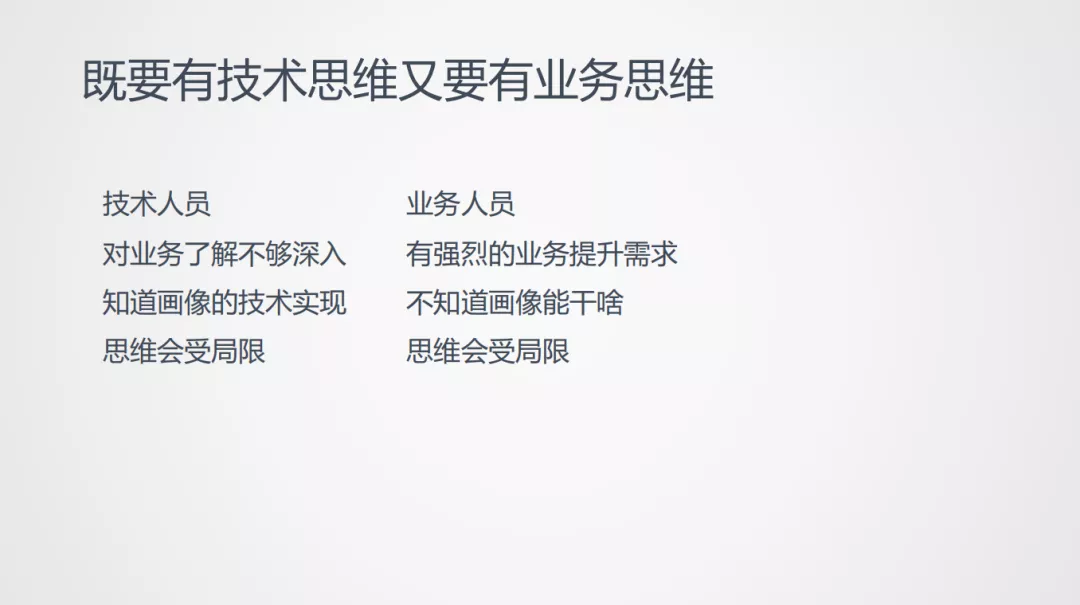 既要有技术思维又要有业务思维
技术人员
对业务了解不够深入
知道画像的技术实现
思维会受局限
业务人员
有强烈的业务提升需求
不知道画像能干啥
思维会受局限